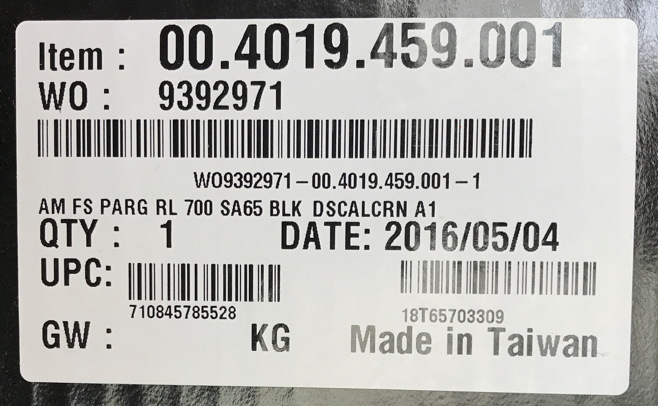 Item : 00.4019.459.001
WO : 9392971
WO9392971-00.4019.459.001-1
AM FS PARG RL 700 SA65 BLK DSCALCRN A1
QTY : 1 DATE: 2016/05/04
UPC:
710845785528 18T65703309
GW : KG Made in Taiwan